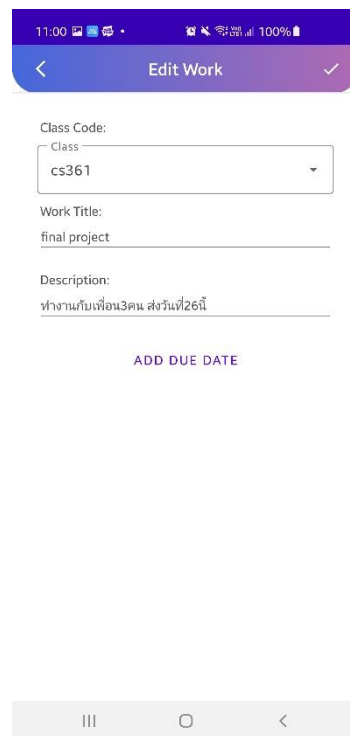 11:00 100%
Edit Work
Class Code:
Class
cs361
Work Title:
final project
Description:
ทำงานกับเพื่อน3คน ส่งวันที่26นี้
ADD DUE DATE